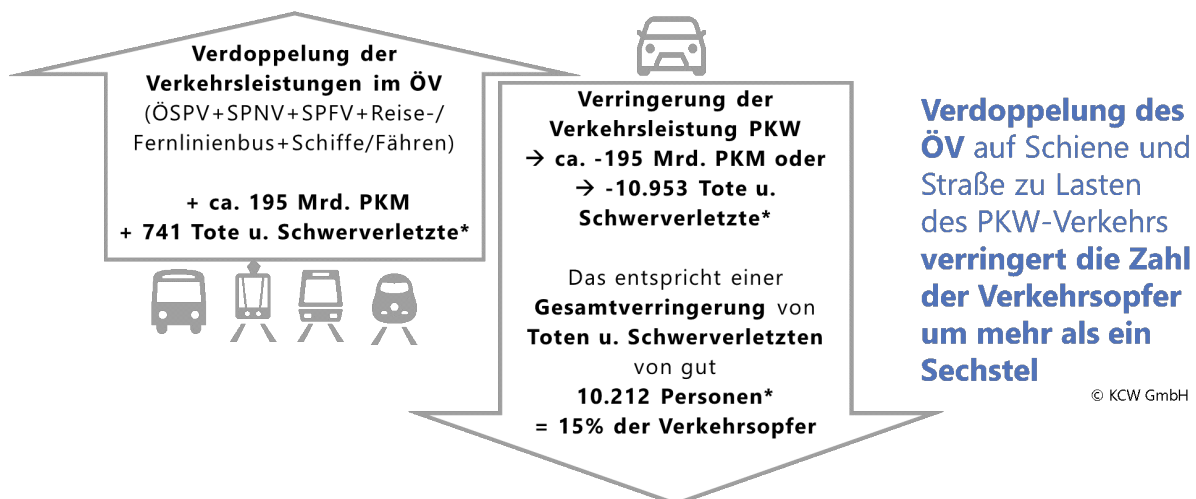 Verdoppelung der
Verkehrsleistungen im ÖV
(ÖSPV+SPNV+SPFV+Reise-/
Fernlinienbus+Schiffe/Fähren)
+ ca. 195 Mrd. PKM
+ 741 Tote u. Schwerverletzte*
Verringerung der
Verkehrsleistung PKW
→ ca. -195 Mrd. PKM oder
→ -10.953 Tote u.
Schwerverletzte*
Das entspricht einer
Gesamtverringerung von
Toten u. Schwerverletzten
von gut
10.212 Personen*
= 15% der Verkehrsopfer
Verdoppelung des
ÖV auf Schiene und
Straße zu Lasten
des PKW-Verkehrs
verringert die Zahl
der Verkehrsopfer
um mehr als ein
Sechstel
© KCW GmbH